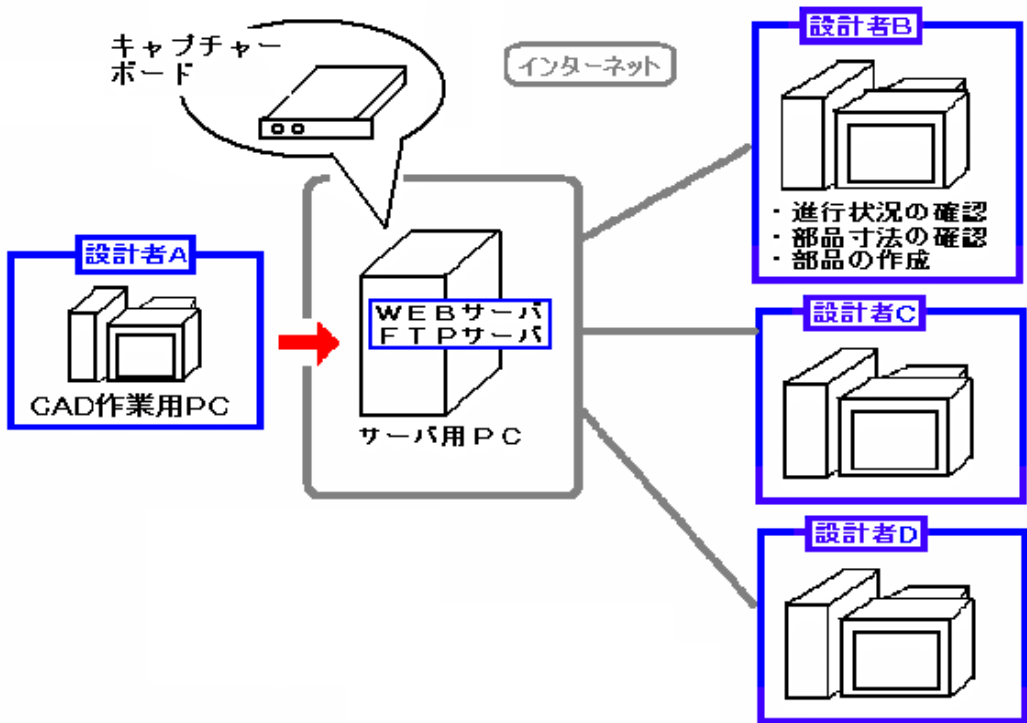 キャプチャー
ボード
インターネット
設計者A
CAD作業用PC
WEBサーバ
FTPサーバ
サーバ用PC
設計者B
・進行状況の確認
・部品寸法の確認
・部品の作成
設計者C
設計者D